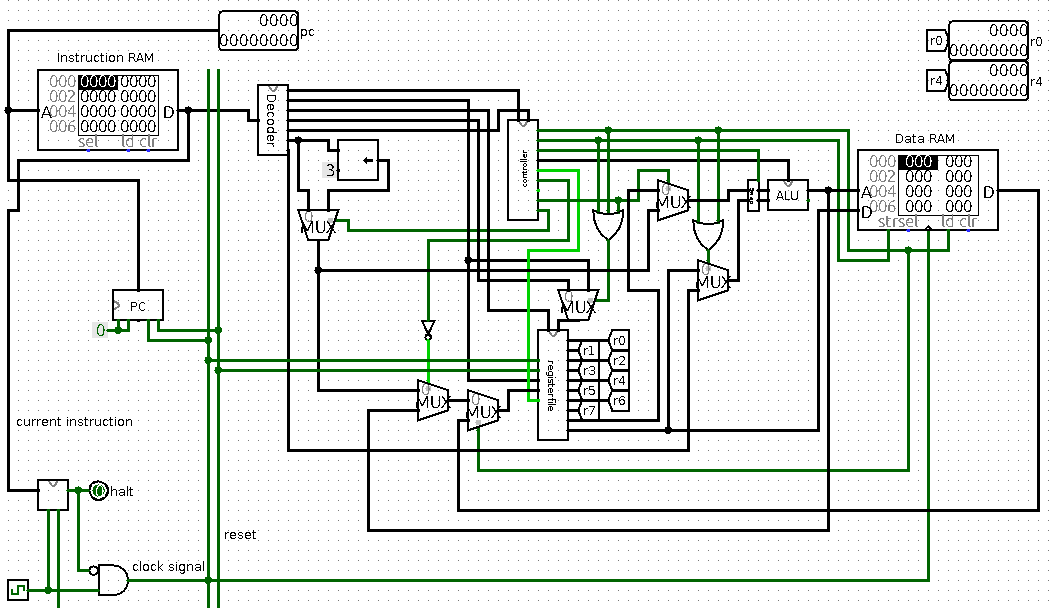 0000
00000000
pc
Instruction RAM
000 0000 0000
002 0000 0000
004 0000 0000
006 0000 0000
A
D
sel ld clr
Decoder
3
MUX
controller
MUX
ALU
MUX
MUX
r0
0000
00000000
r0
r4
0000
00000000
r4
Data RAM
000 000 000
002 000 000
004 000 000
006 000 000
A
D
D
str sel ld clr
PC
0
registerfile
r0
r1
r2
r3
r4
r5
r6
r7
MUX
MUX
current instruction
halt
reset
clock signal